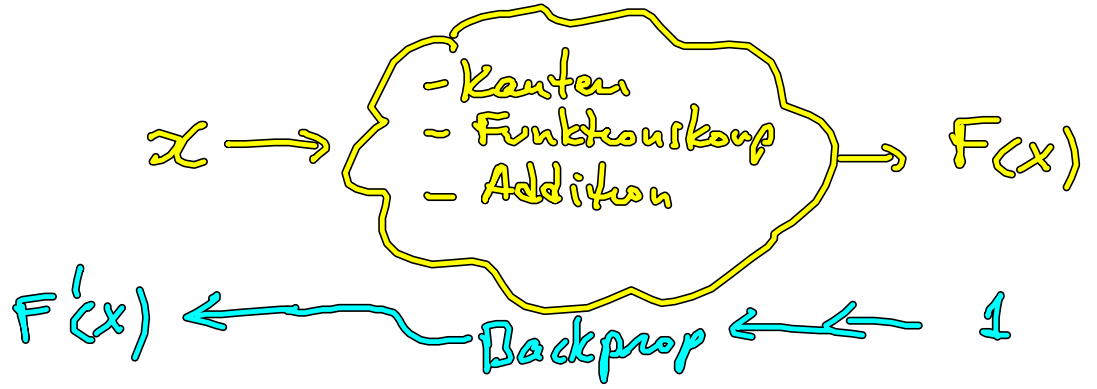 - Kanten
- Funktionskomp
- Addition
x → → F(x)
F'(x) ← Backprop ← ← 1